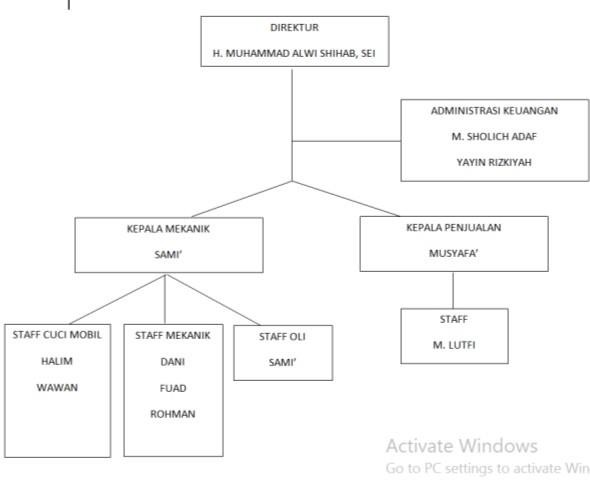 DIREKTUR
H. MUHAMMAD ALWI SHIHAB, SEI
ADMINISTRASI KEUANGAN
M. SHOLICH ADAF
YAYIN RIZKIYAH
KEPALA MEKANIK
SAMI'
KEPALA PENJUALAN
MUSYAFA'
STAFF CUCI MOBIL
HALIM
WAWAN
STAFF MEKANIK
DANI
FUAD
ROHMAN
STAFF OLI
SAMI'
STAFF
M. LUTFI
Activate Windows
Go to PC settings to activate Win